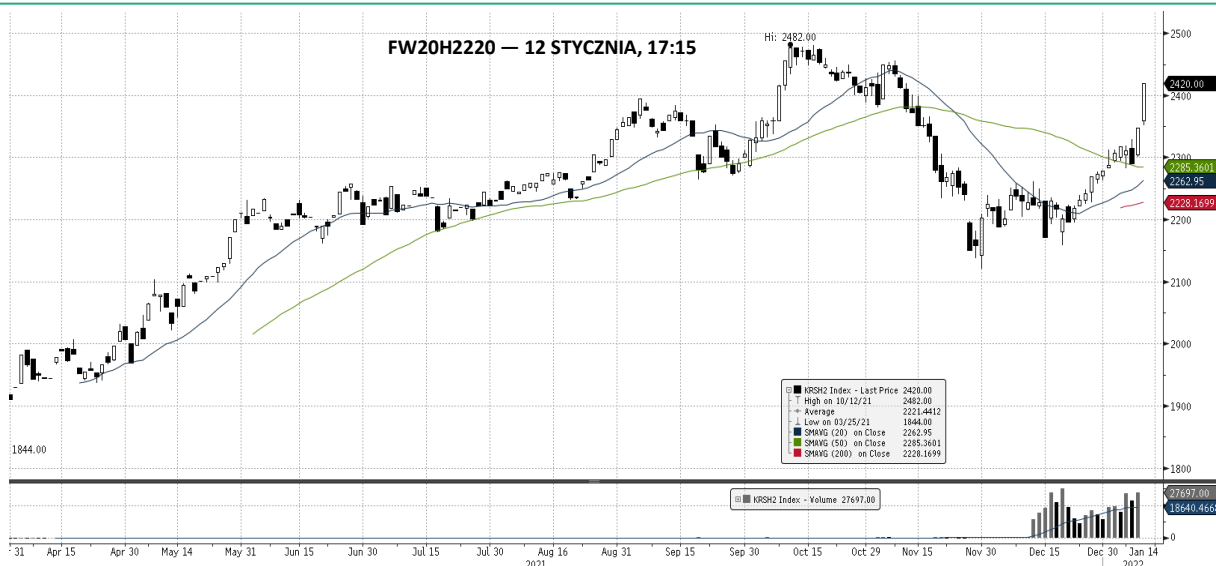 FW20H2220 — 12 STYCZNIA, 17:15
Hi: 2482.00
2500
2420.00
2400
2300
2285.3601
2262.95
2228.1699
2200
2100
2000
1900
1800
1844.00
KRSH2 Index - Last Price 2420.00
High on 10/12/21 2482.00
Average 2221.4412
Low on 03/25/21 1844.00
SMAVG (20) on Close 2262.95
SMAVG (50) on Close 2285.3601
SMAVG (200) on Close 2228.1699
KRSH2 Index - Volume 27697.00
27697.00
18640.466
0
31 Apr 15 Apr 30 May 14 May 31 Jun 15 Jun 30 Jul 15 Jul 30 Aug 16 Aug 31 Sep 15 Sep 30 Oct 15 Oct 29 Nov 15 Nov 30 Dec 15 Dec 30 Jan 14
2021 2022